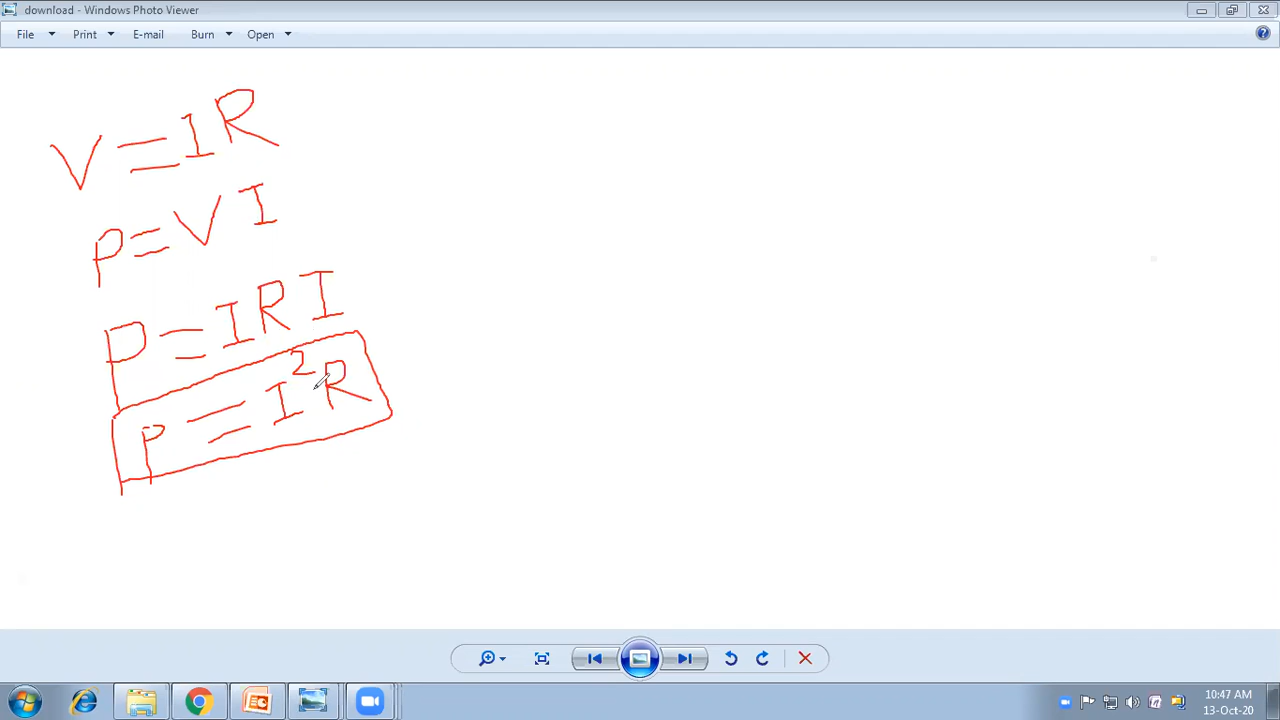 download - Windows Photo Viewer
File Print E-mail Burn Open
V = IR
P = VI
P = IRI
P = I²R
10:47 AM
13-Oct-20